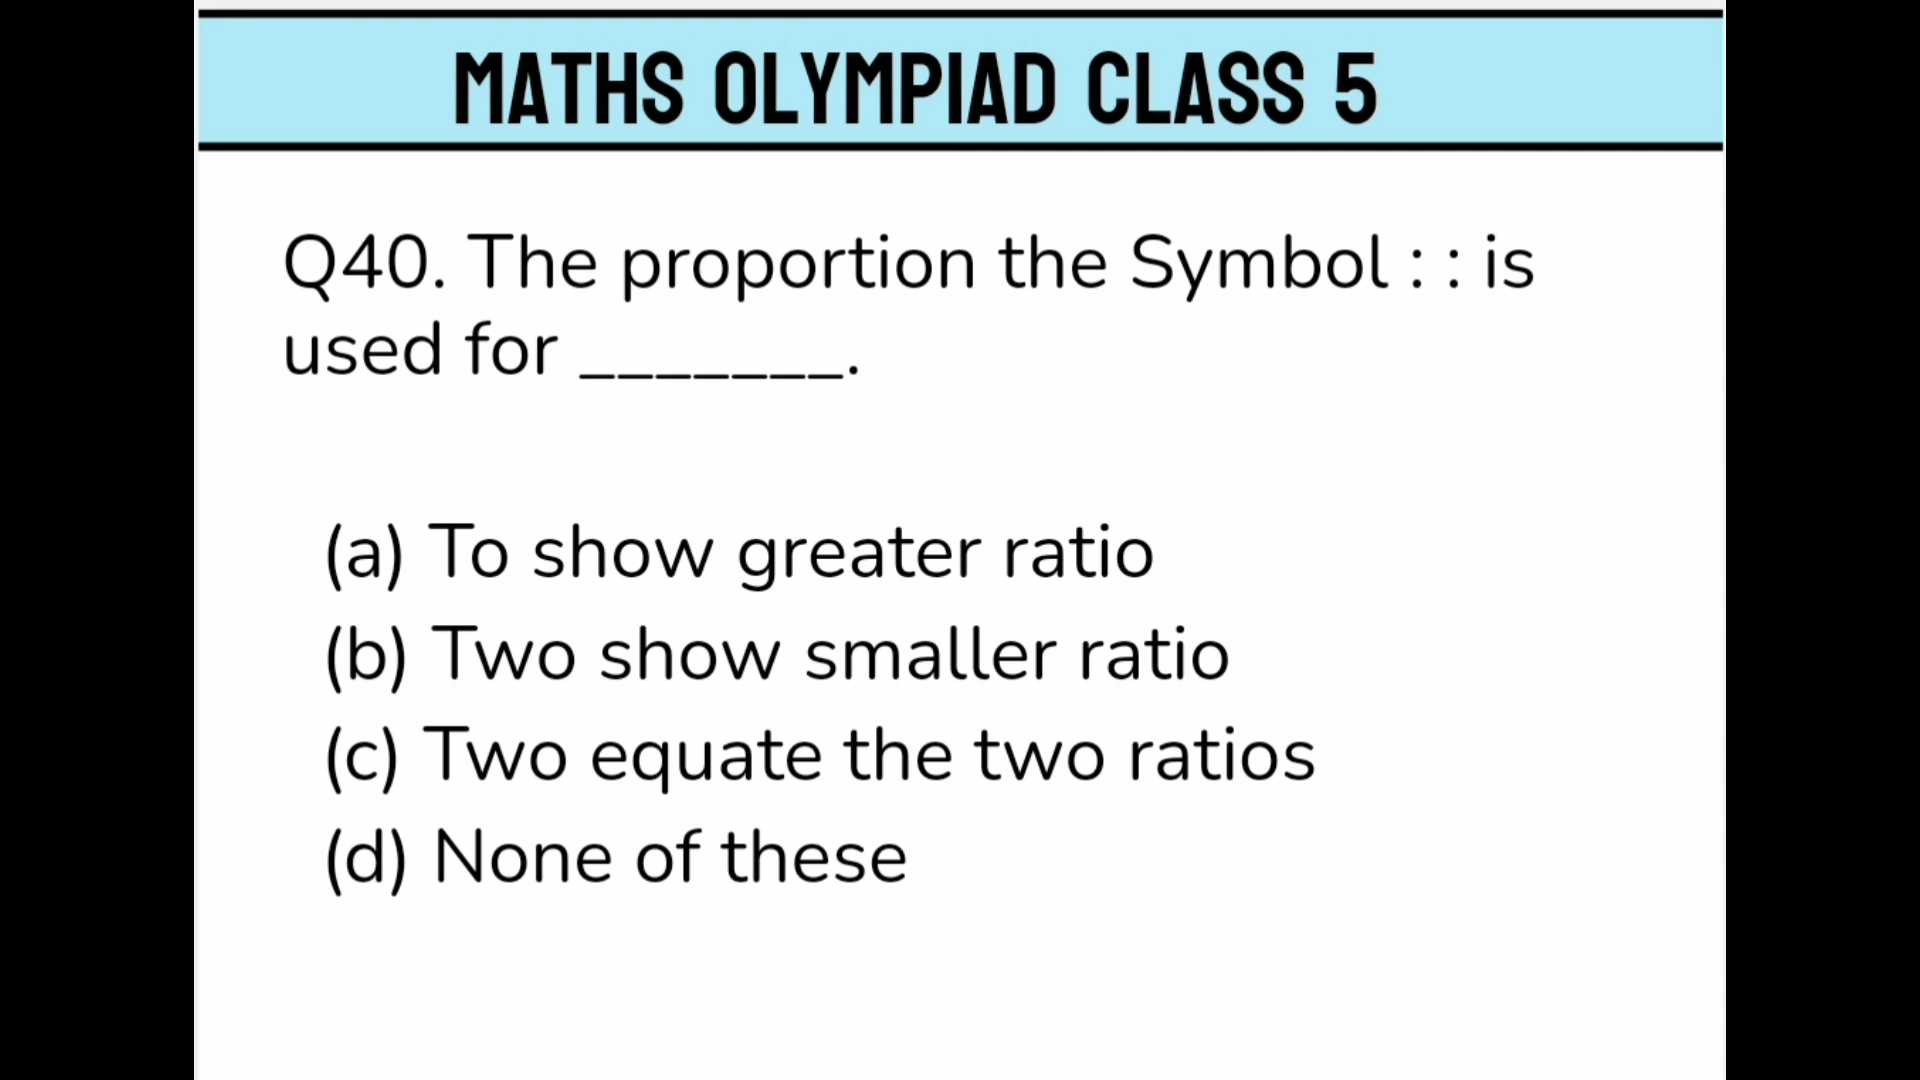 MATHS OLYMPIAD CLASS 5
Q40. The proportion the Symbol : : is
used for _______.
(a) To show greater ratio
(b) Two show smaller ratio
(c) Two equate the two ratios
(d) None of these